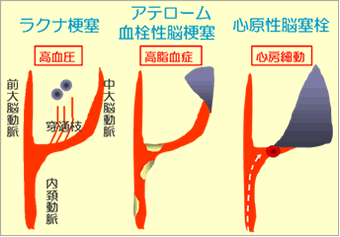 ラクナ梗塞
高血圧
前大脳動脈
中大脳動脈
穿通枝
内頚動脈
アテローム
血栓性脳梗塞
高脂血症
心原性脳塞栓
心房細動